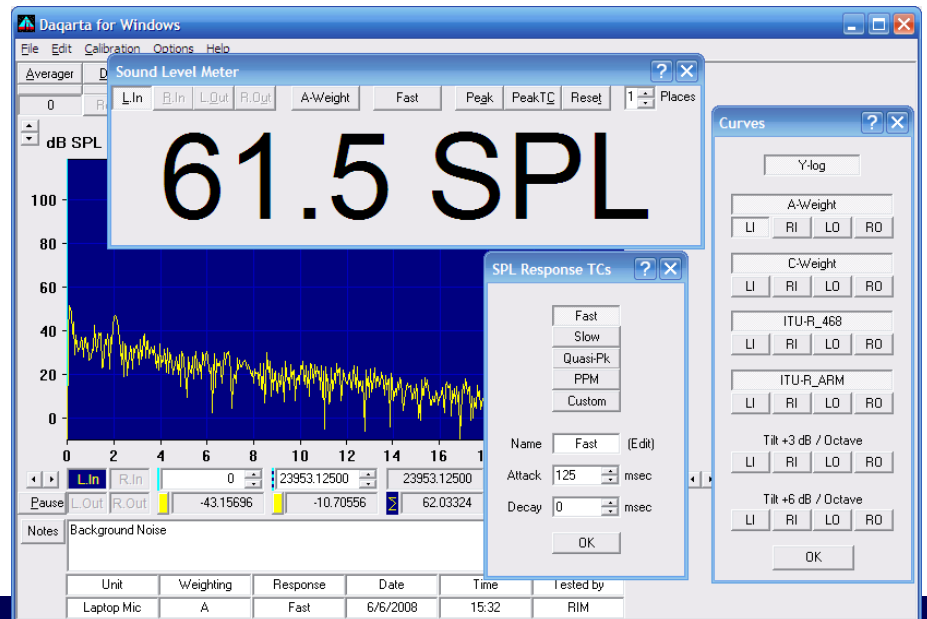 Daqarta for Windows
File Edit Calibration Options Help
Averager D
Sound Level Meter
L.In R.In L.Out R.Out A-Weight Fast Peak PeakTC Reset 1 Places
0
dB SPL
61.5 SPL
100
80
60
40
20
0
0 2 4 6 8 10 12 14 16
L.In R.In 0 23953.12500 23953.12500
Pause L.Out R.Out -43.15696 -10.70556 Σ 62.03324
Notes Background Noise
Unit Weighting Response Date Time Tested by
Laptop Mic A Fast 6/6/2008 15:32 RIM
SPL Response TCs
Fast
Slow
Quasi-Pk
PPM
Custom
Name Fast (Edit)
Attack 125 msec
Decay 0 msec
OK
Curves
Y-log
A-Weight
LI RI LO RO
C-Weight
LI RI LO RO
ITU-R_468
LI RI LO RO
ITU-R_ARM
LI RI LO RO
Tilt +3 dB / Octave
LI RI LO RO
Tilt +6 dB / Octave
LI RI LO RO
OK